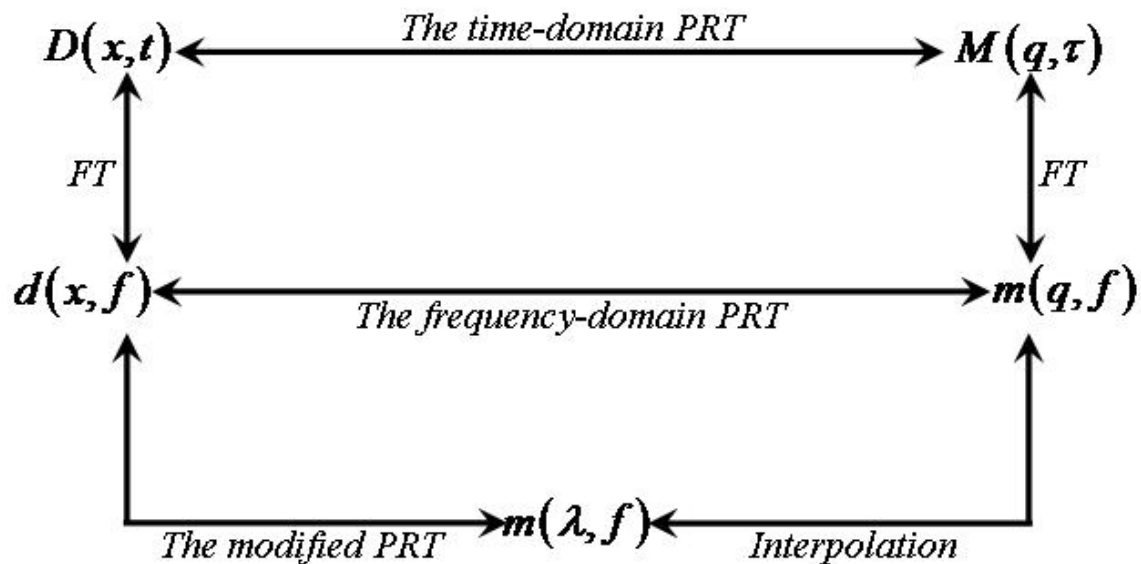 The time-domain PRT
D(x,t) M(q,τ)
FT FT
d(x,f) m(q,f)
The frequency-domain PRT
m(λ,f)
The modified PRT Interpolation